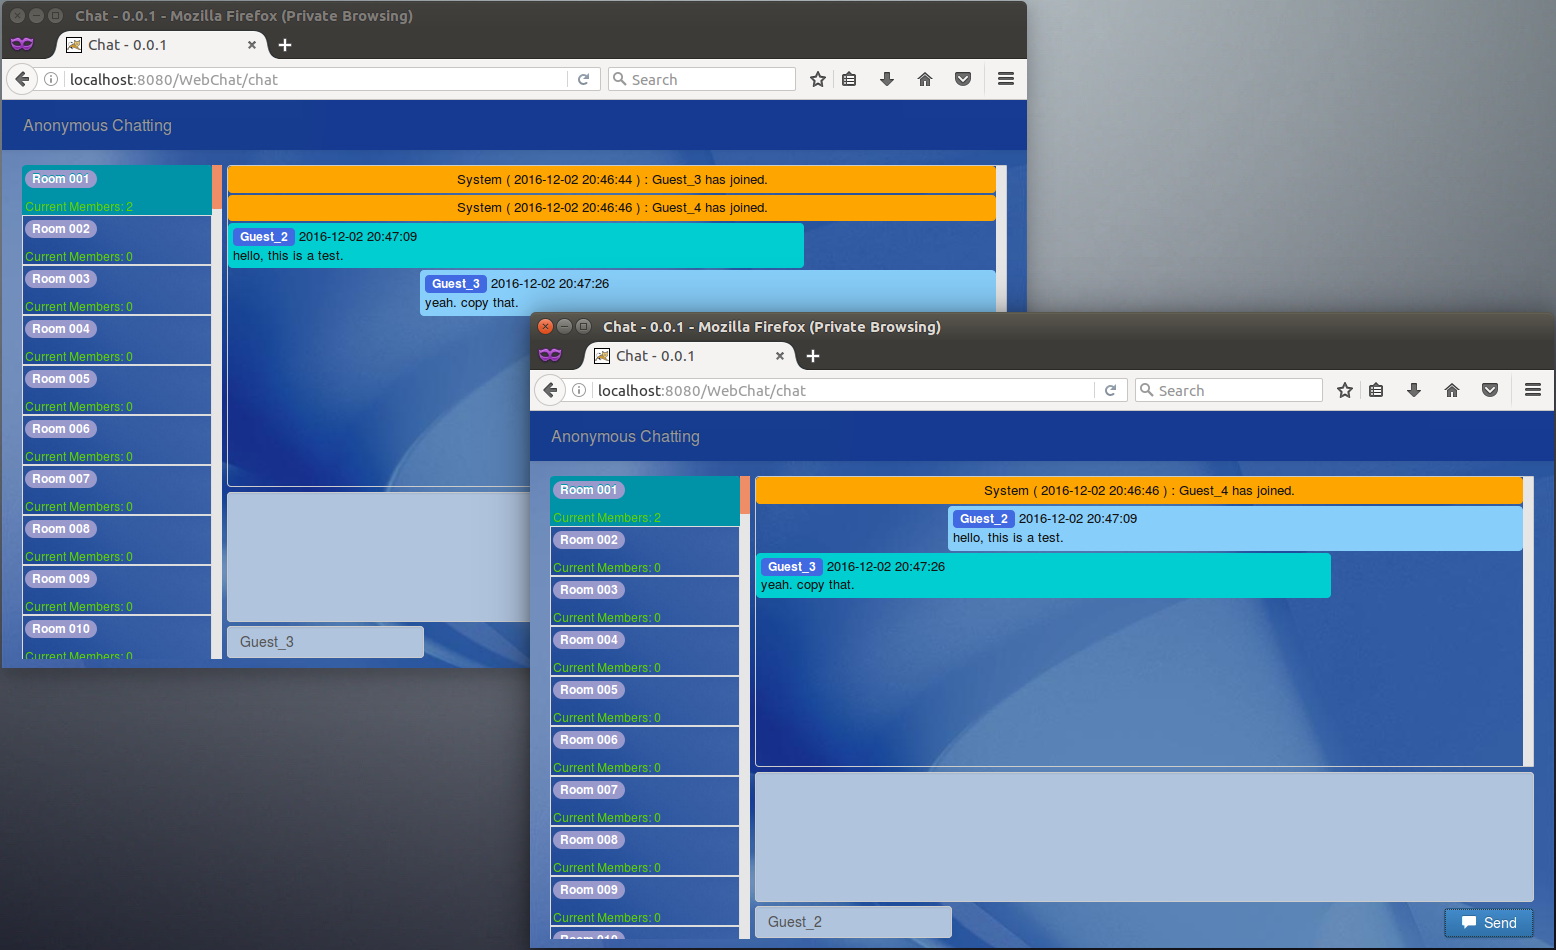 Chat - 0.0.1 - Mozilla Firefox (Private Browsing)
Chat - 0.0.1
localhost:8080/WebChat/chat
Search
Anonymous Chatting
Room 001
Current Members: 2
Room 002
Current Members: 0
Room 003
Current Members: 0
Room 004
Current Members: 0
Room 005
Current Members: 0
Room 006
Current Members: 0
Room 007
Current Members: 0
Room 008
Current Members: 0
Room 009
Current Members: 0
Room 010
Current Members: 0
System ( 2016-12-02 20:46:44 ) : Guest_3 has joined.
System ( 2016-12-02 20:46:46 ) : Guest_4 has joined.
Guest_2 2016-12-02 20:47:09
hello, this is a test.
Guest_3 2016-12-02 20:47:26
yeah. copy that.
Guest_3
Chat - 0.0.1 - Mozilla Firefox (Private Browsing)
Chat - 0.0.1
localhost:8080/WebChat/chat
Search
Anonymous Chatting
Room 001
Current Members: 2
Room 002
Current Members: 0
Room 003
Current Members: 0
Room 004
Current Members: 0
Room 005
Current Members: 0
Room 006
Current Members: 0
Room 007
Current Members: 0
Room 008
Current Members: 0
Room 009
Current Members: 0
Room 010
System ( 2016-12-02 20:46:46 ) : Guest_4 has joined.
Guest_2 2016-12-02 20:47:09
hello, this is a test.
Guest_3 2016-12-02 20:47:26
yeah. copy that.
Guest_2
Send